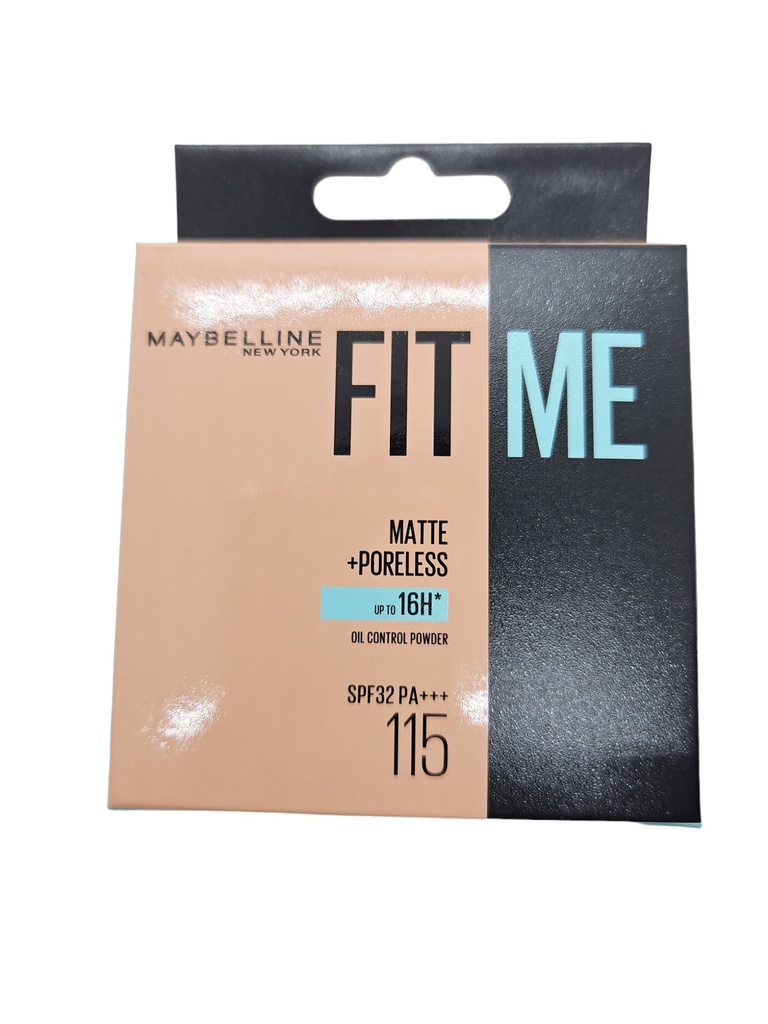 MAYBELLINE
NEW YORK
FIT ME
MATTE
+PORELESS
UP TO 16H*
OIL CONTROL POWDER
SPF32 PA+++
115